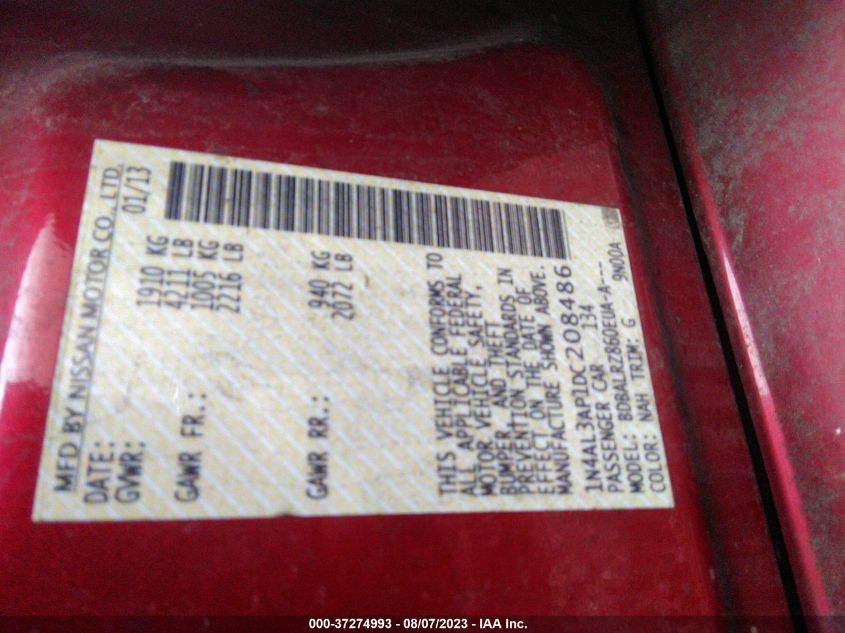 MFD BY NISSAN MOTOR CO.,LTD.
DATE: 01/13
GVWR: 1910 KG
4211 LB
GAWR FR.: 1005 KG
2216 LB
GAWR RR.: 940 KG
2072 LB
THIS VEHICLE CONFORMS TO
ALL APPLICABLE FEDERAL
MOTOR VEHICLE SAFETY,
BUMPER, AND THEFT
PREVENTION STANDARDS IN
EFFECT ON THE DATE OF
MANUFACTURE SHOWN ABOVE.
1N4AL3AP1DC208486
PASSENGER CAR 134
MODEL: BDBALRZ860EUA-A---
COLOR: NAH TRIM: G 9N00A
000-37274993 - 08/07/2023 - IAA Inc.